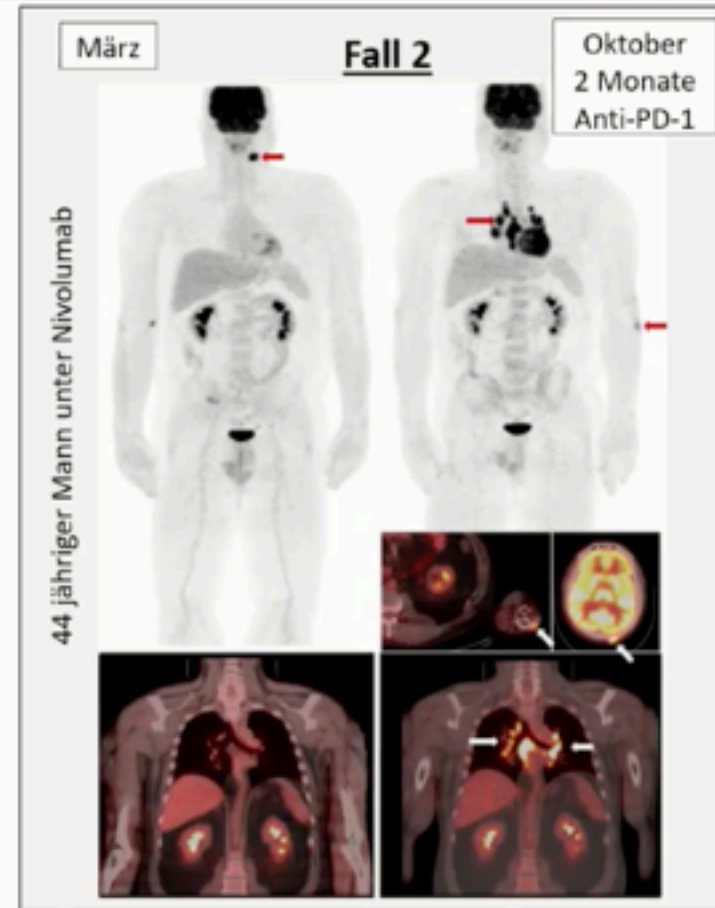 März
Fall 2
Oktober
2 Monate
Anti-PD-1
44 jähriger Mann unter Nivolumab